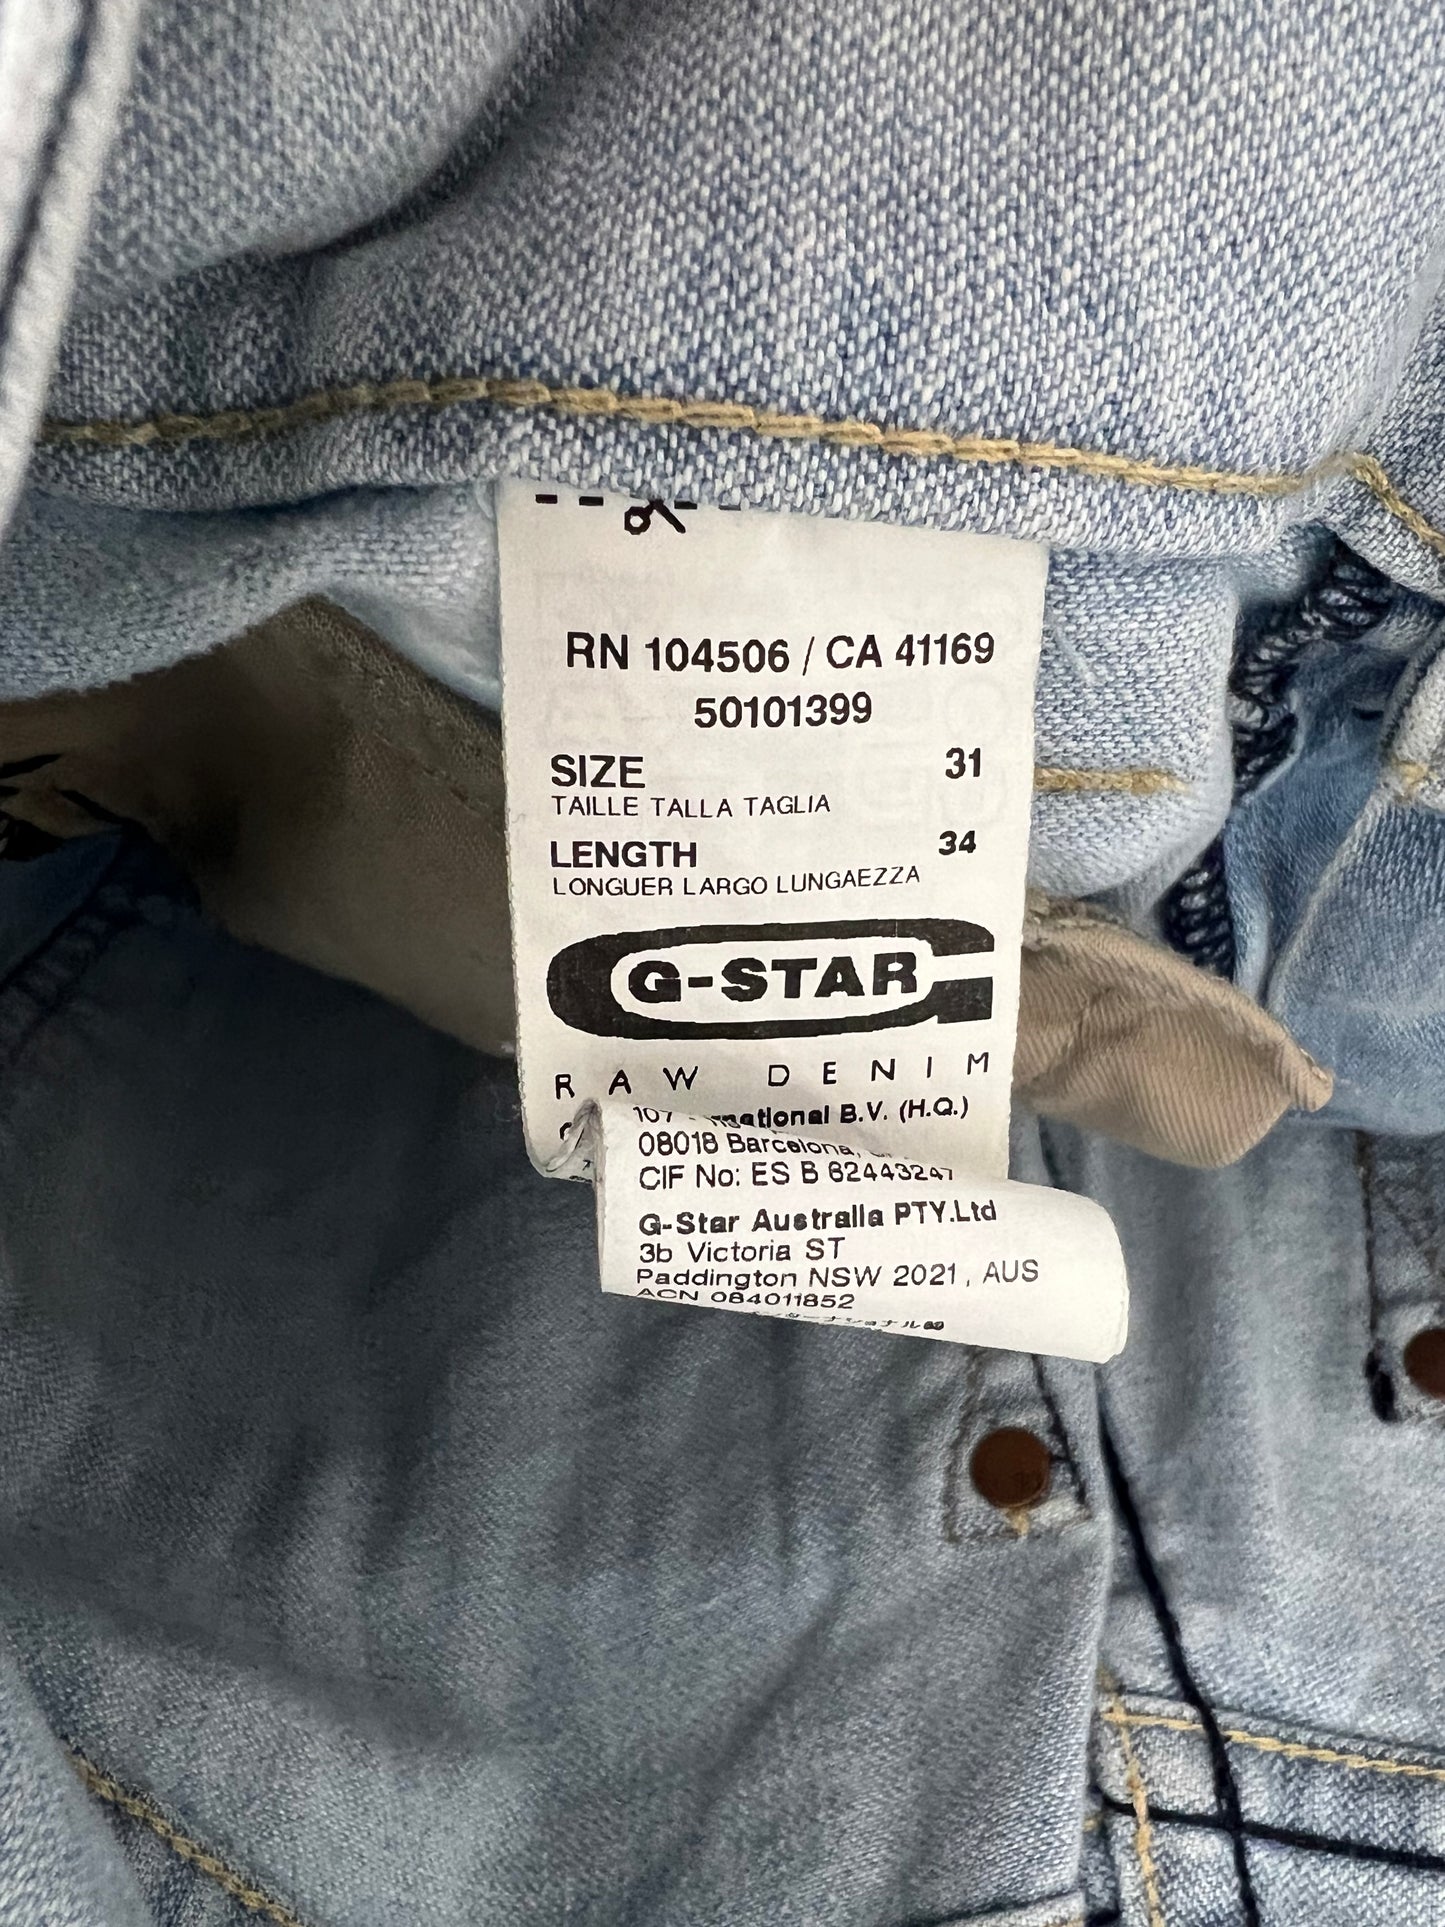 RN 104506 / CA 41169
50101399
SIZE 31
TAILLE TALLA TAGLIA
LENGTH 34
LONGUER LARGO LUNGAEZZA
G-STAR
RAW DENIM
107 B.V. (H.Q.)
08018 Barcelona,
CIF No: ES B 62443247
G-Star Australia PTY.Ltd
3b Victoria ST
Paddington NSW 2021, AUS
ACN 084011852